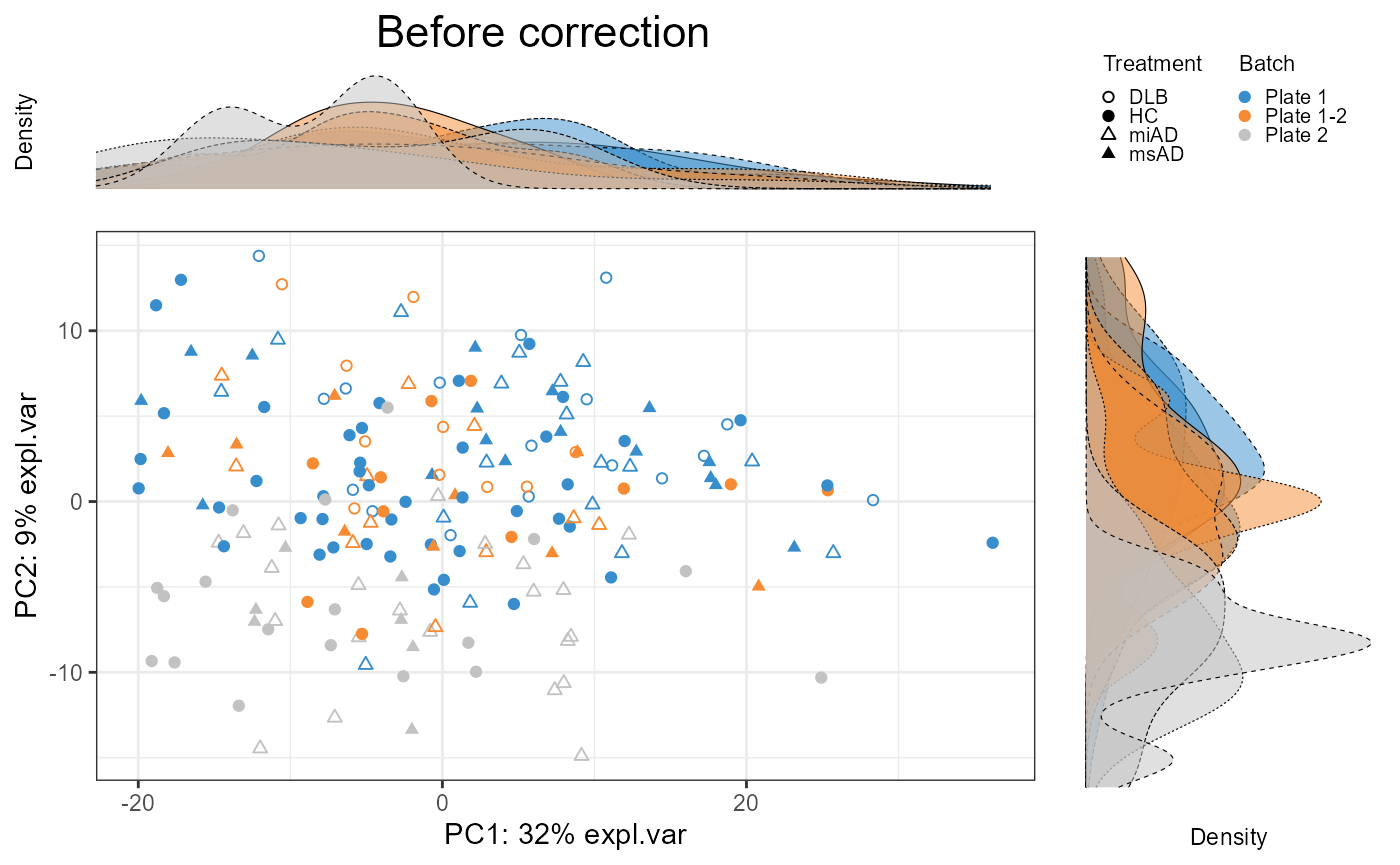 Before correction
Density
Treatment
DLB
HC
miAD
msAD
Batch
Plate 1
Plate 1-2
Plate 2
PC2: 9% expl.var
10
0
-10
-20
0
20
PC1: 32% expl.var
Density